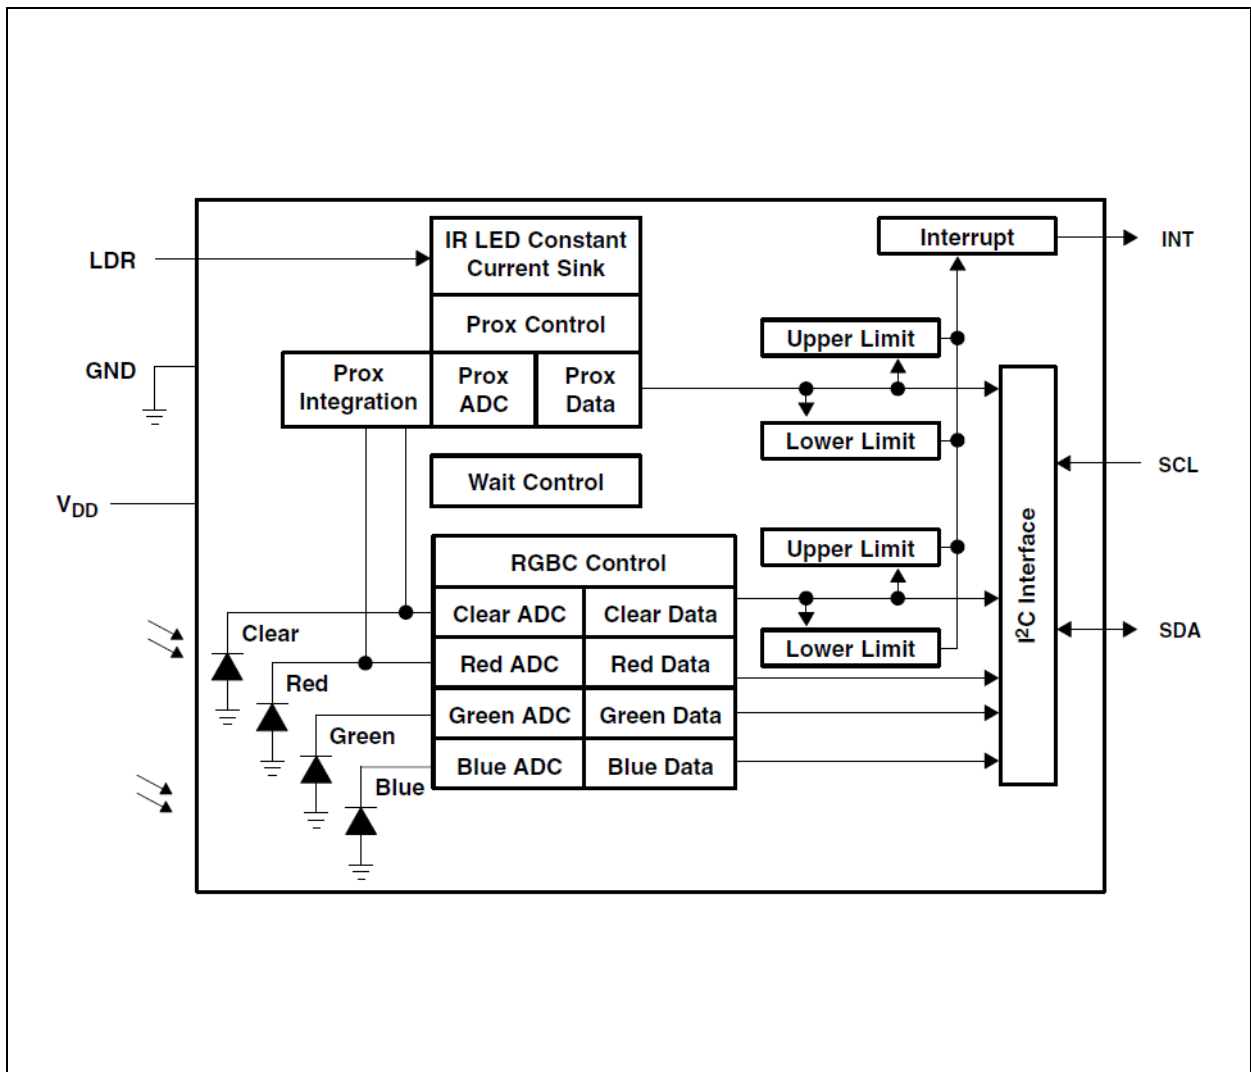 IR LED Constant
Current Sink
Interrupt
INT
LDR
Prox Control
Upper Limit
GND
Prox
Integration
Prox
ADC
Prox
Data
Lower Limit
SCL
Wait Control
VDD
Upper Limit
RGBC Control
I²C Interface
Clear ADC
Clear Data
Clear
Lower Limit
SDA
Red ADC
Red Data
Red
Green ADC
Green Data
Green
Blue ADC
Blue Data
Blue